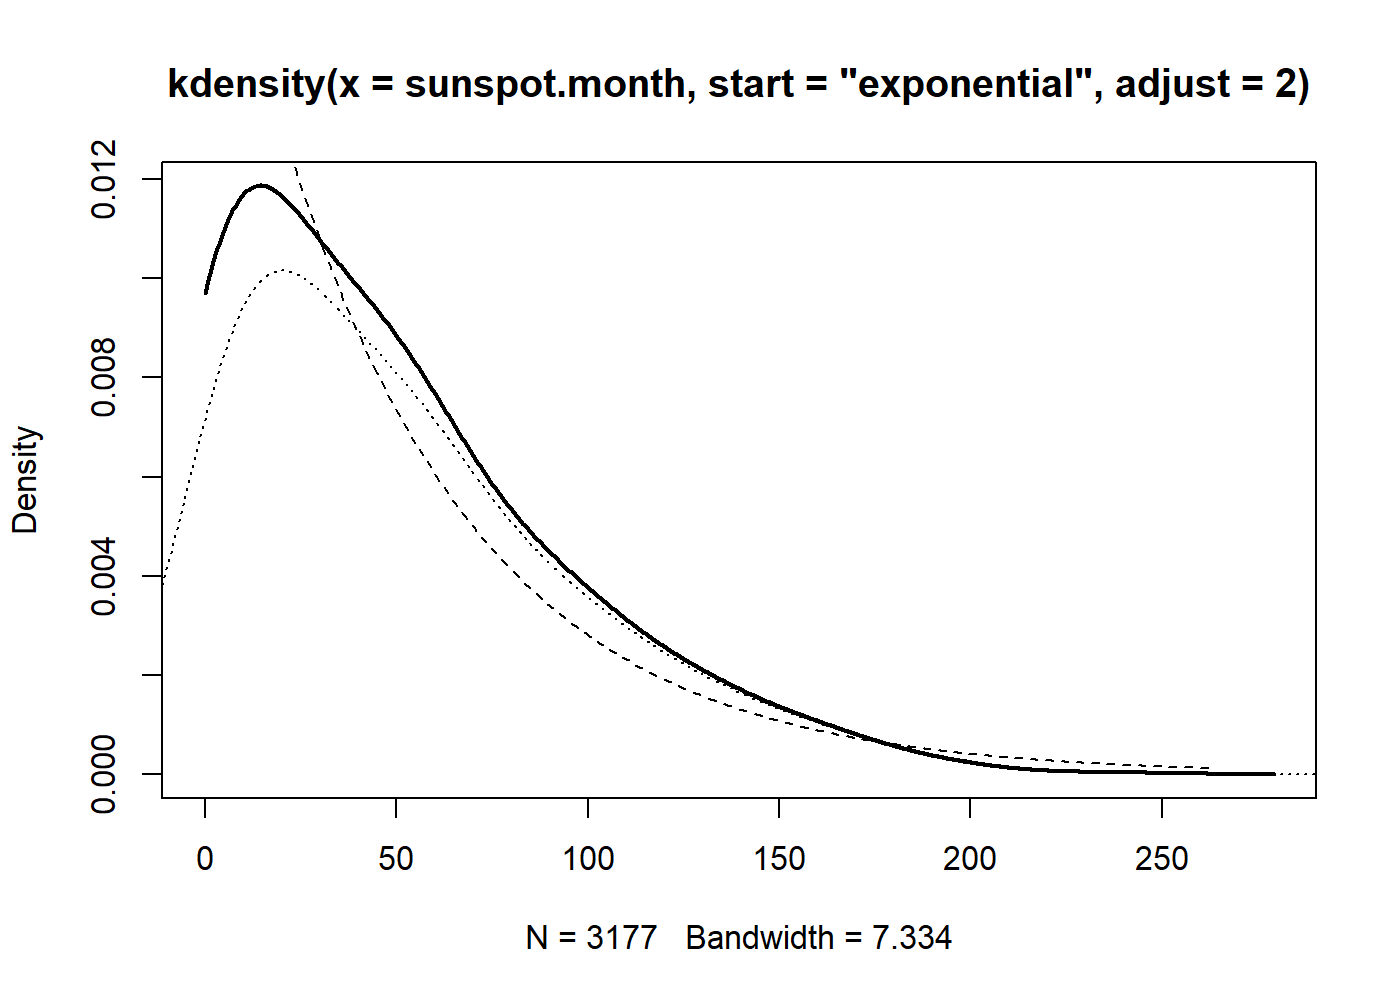 kdensity(x = sunspot.month, start = "exponential", adjust = 2)
Density
0.012
0.008
0.004
0.000
0 50 100 150 200 250
N = 3177 Bandwidth = 7.334